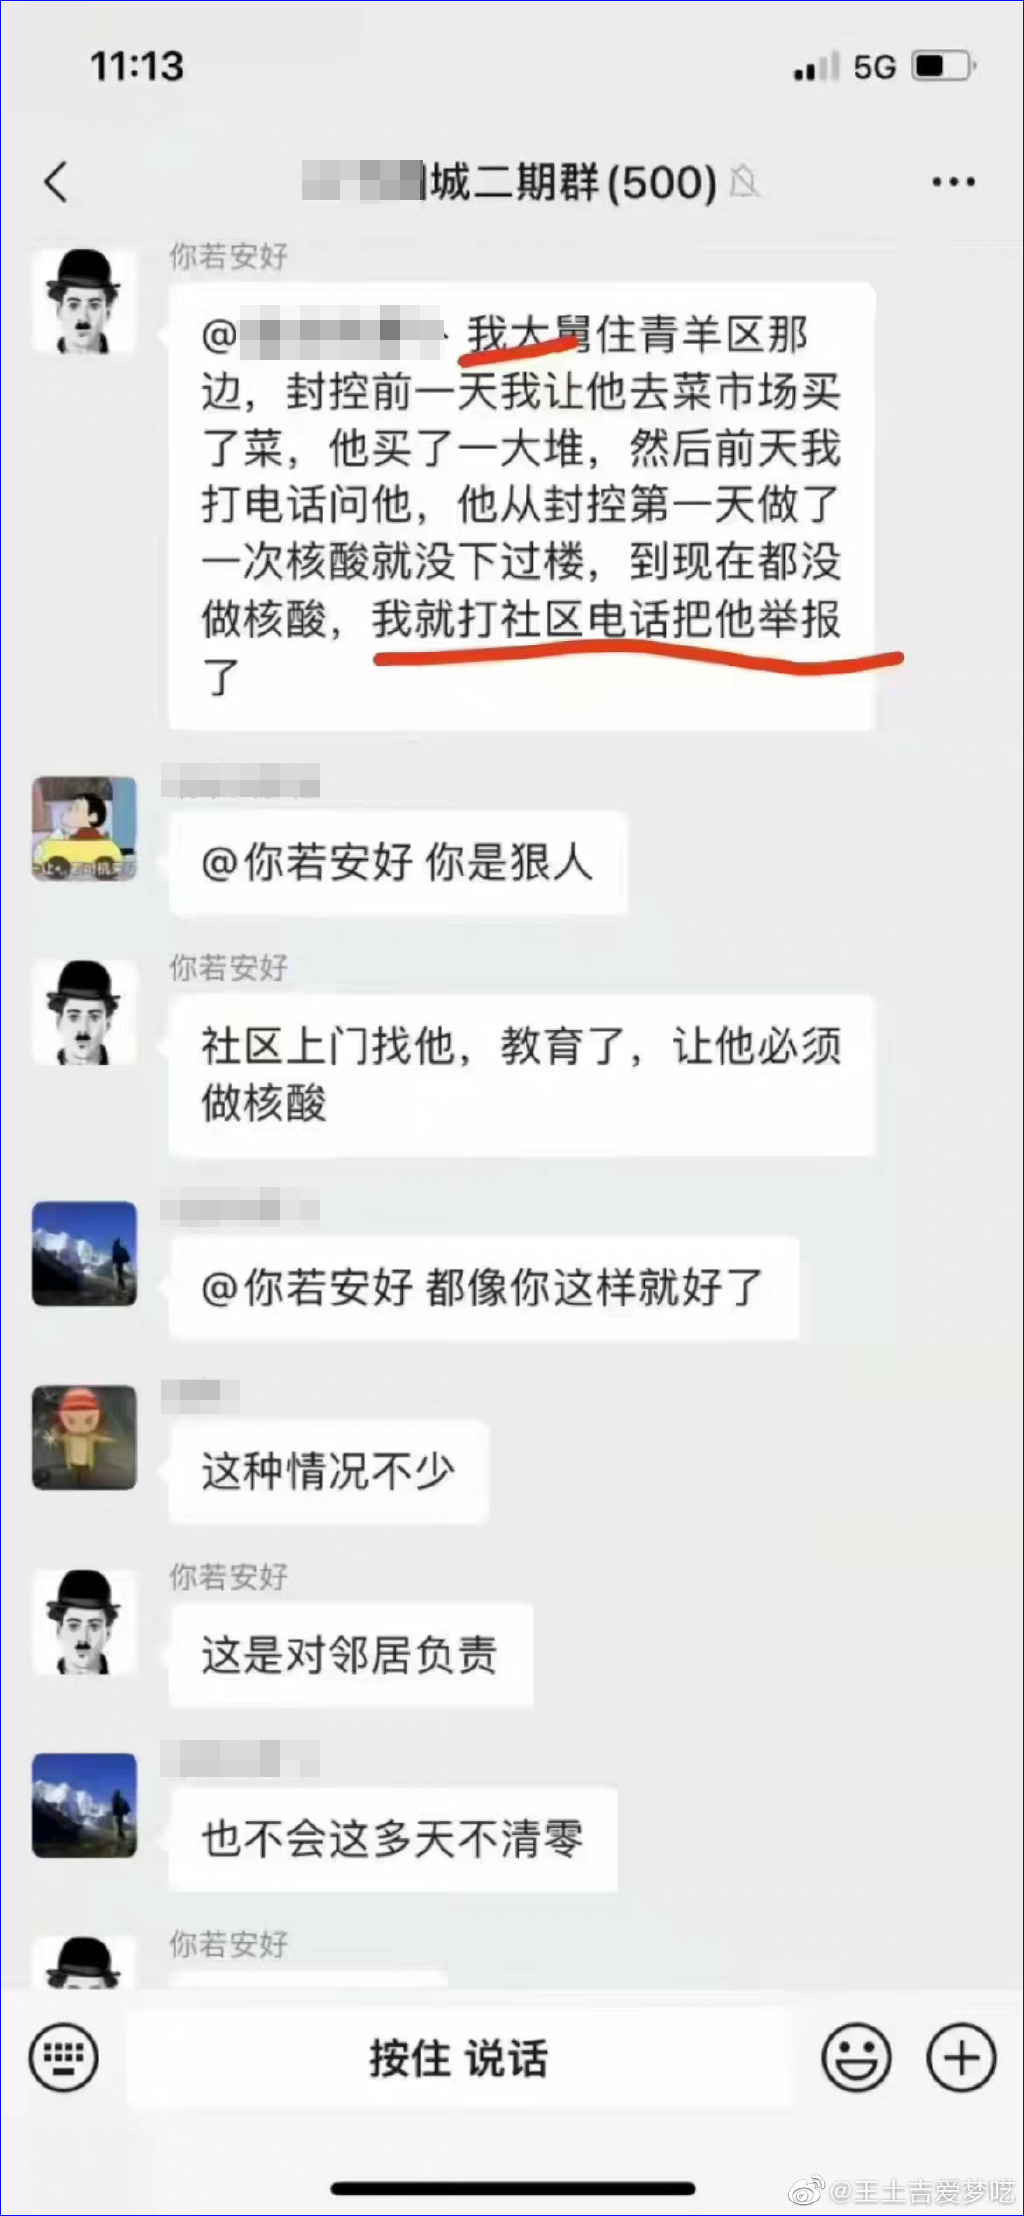 11:13
5G
城二期群(500)
你若安好
@ 我大舅住青羊区那
边，封控前一天我让他去菜市场买
了菜，他买了一大堆，然后前天我
打电话问他，他从封控第一天做了
一次核酸就没下过楼，到现在都没
做核酸，我就打社区电话把他举报
了
@你若安好 你是狠人
你若安好
社区上门找他，教育了，让他必须
做核酸
@你若安好 都像你这样就好了
这种情况不少
你若安好
这是对邻居负责
也不会这多天不清零
你若安好
按住 说话
@王土吉爱梦呓